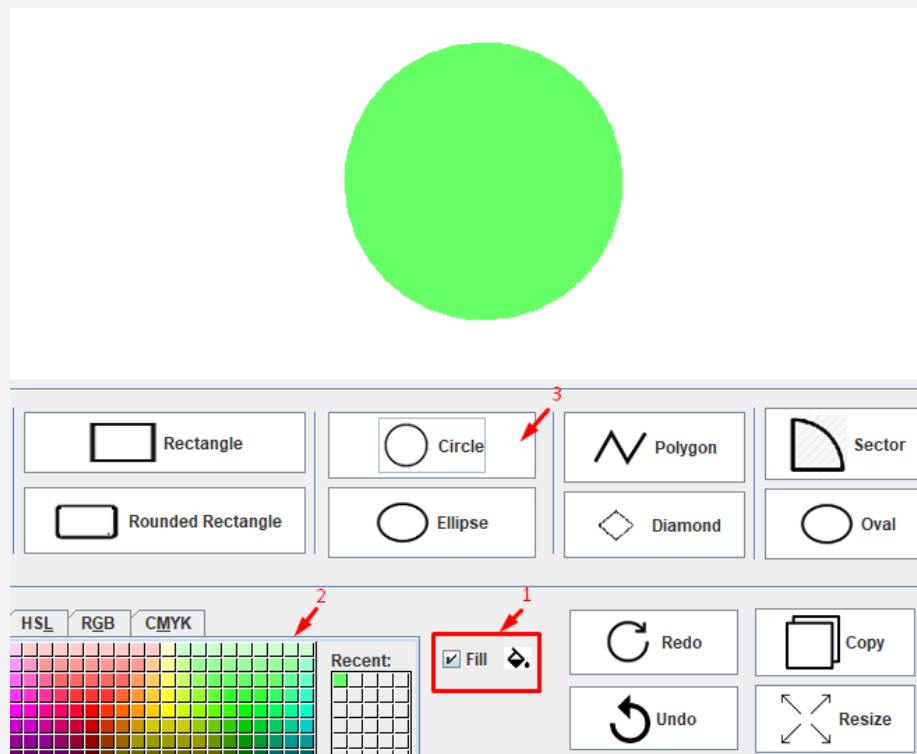 3
Rectangle
Circle
Polygon
Sector
Rounded Rectangle
Ellipse
Diamond
Oval
2
1
HSL
RGB
CMYK
Recent:
Fill
Redo
Copy
Undo
Resize